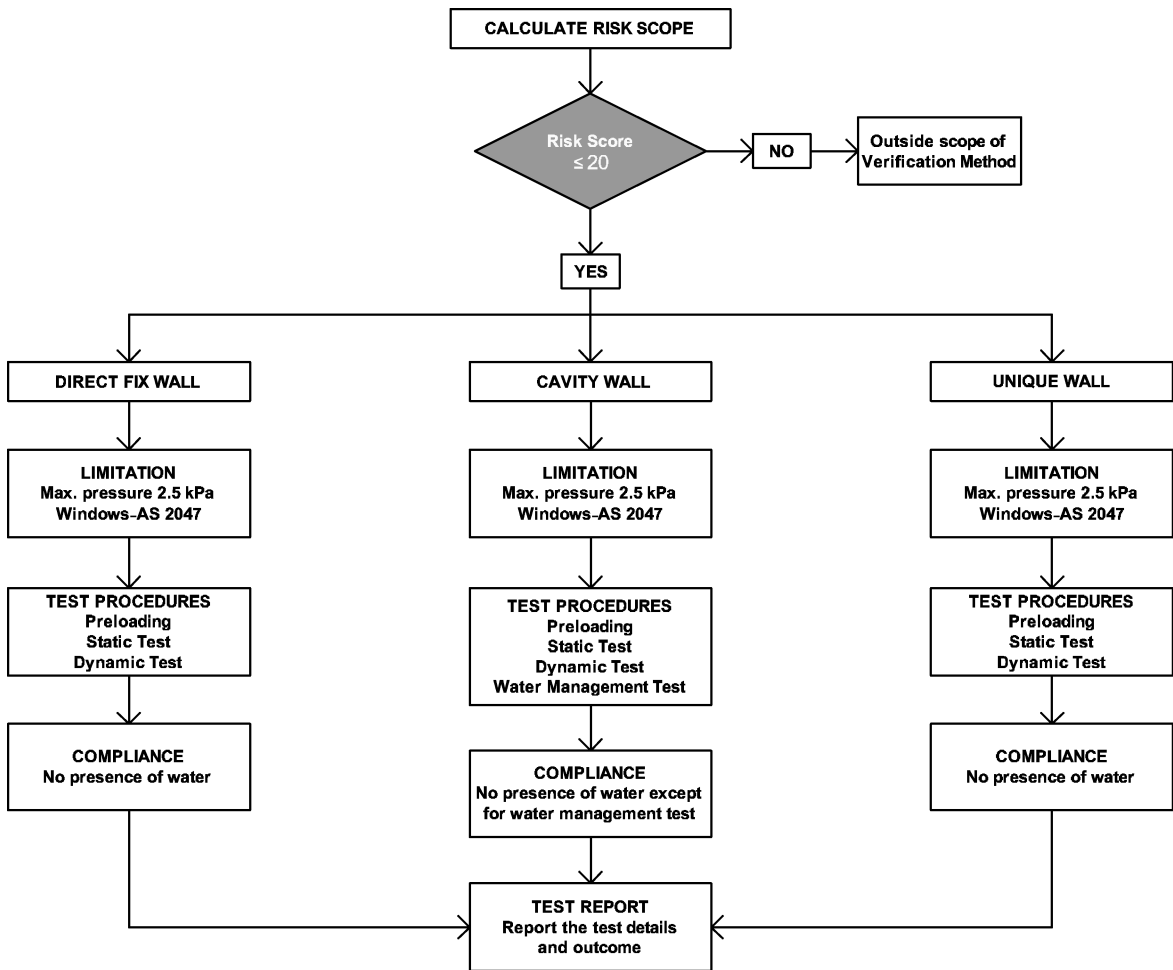 CALCULATE RISK SCOPE
Risk Score
≤ 20
NO
Outside scope of
Verification Method
YES
DIRECT FIX WALL
CAVITY WALL
UNIQUE WALL
LIMITATION
Max. pressure 2.5 kPa
Windows-AS 2047
LIMITATION
Max. pressure 2.5 kPa
Windows-AS 2047
LIMITATION
Max. pressure 2.5 kPa
Windows-AS 2047
TEST PROCEDURES
Preloading
Static Test
Dynamic Test
TEST PROCEDURES
Preloading
Static Test
Dynamic Test
Water Management Test
TEST PROCEDURES
Preloading
Static Test
Dynamic Test
COMPLIANCE
No presence of water
COMPLIANCE
No presence of water except
for water management test
COMPLIANCE
No presence of water
TEST REPORT
Report the test details
and outcome